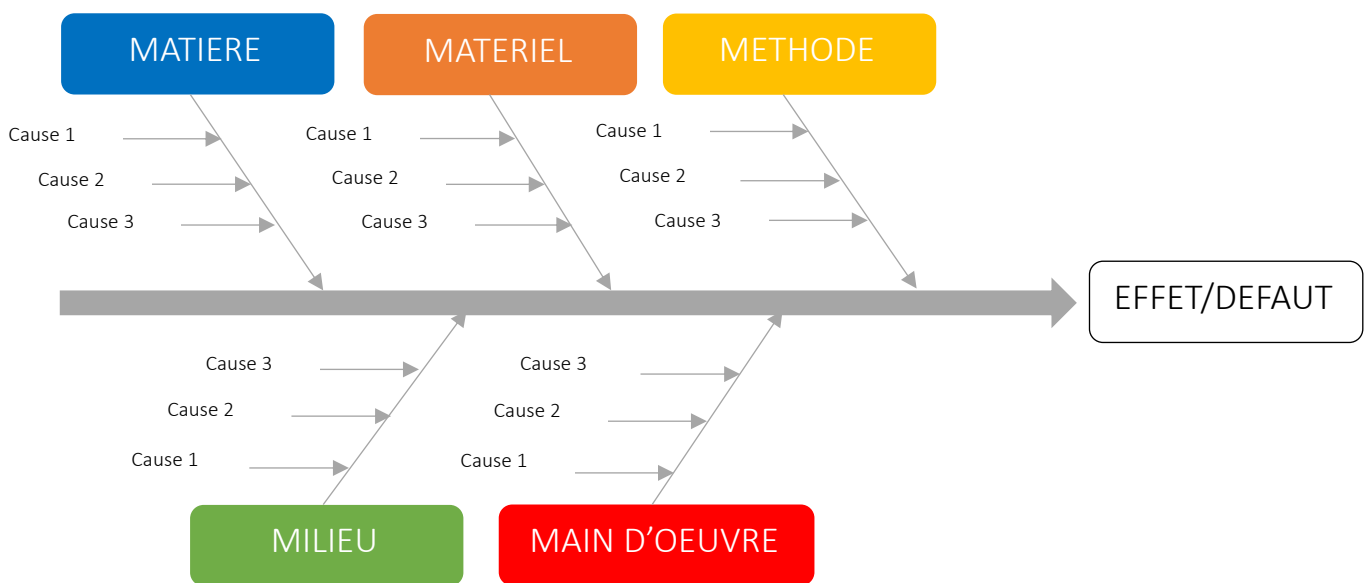 MATIERE
MATERIEL
METHODE
Cause 1
Cause 2
Cause 3
Cause 1
Cause 2
Cause 3
Cause 1
Cause 2
Cause 3
EFFET/DEFAUT
Cause 3
Cause 2
Cause 1
Cause 3
Cause 2
Cause 1
MILIEU
MAIN D'OEUVRE